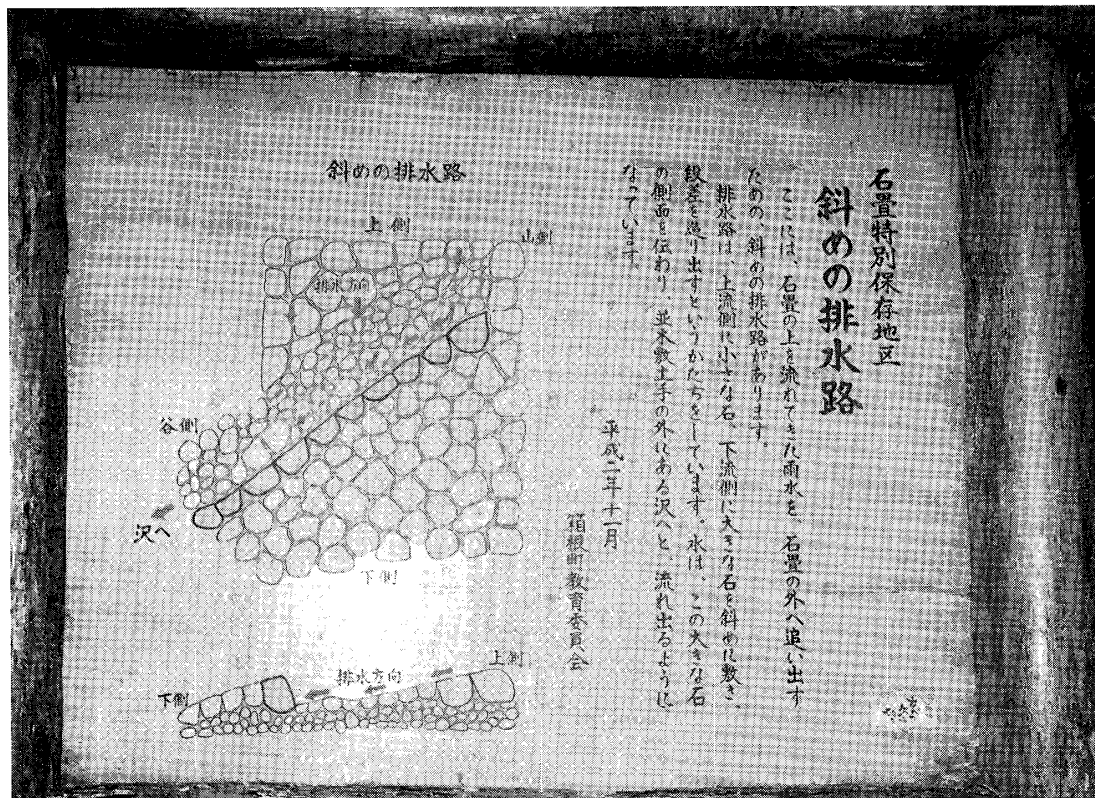 石畳特別保存地区
斜めの排水路
ここには、石畳の上を流れてきた雨水を、石畳の外へ追い出す
ための、斜めの排水路があります。
排水路は、上流側に小さな石、下流側に大きな石を斜めに敷き、
段差を造り出すというかたちをしています。水は、この大きな石
の側面を伝わり、並木敷土手の外にある沢へと、流れ出るように
なっています。
平成二年十一月
箱根町教育委員会
斜めの排水路
上側
山側
排水方向
谷側
沢へ
下側
上側
排水方向
下側